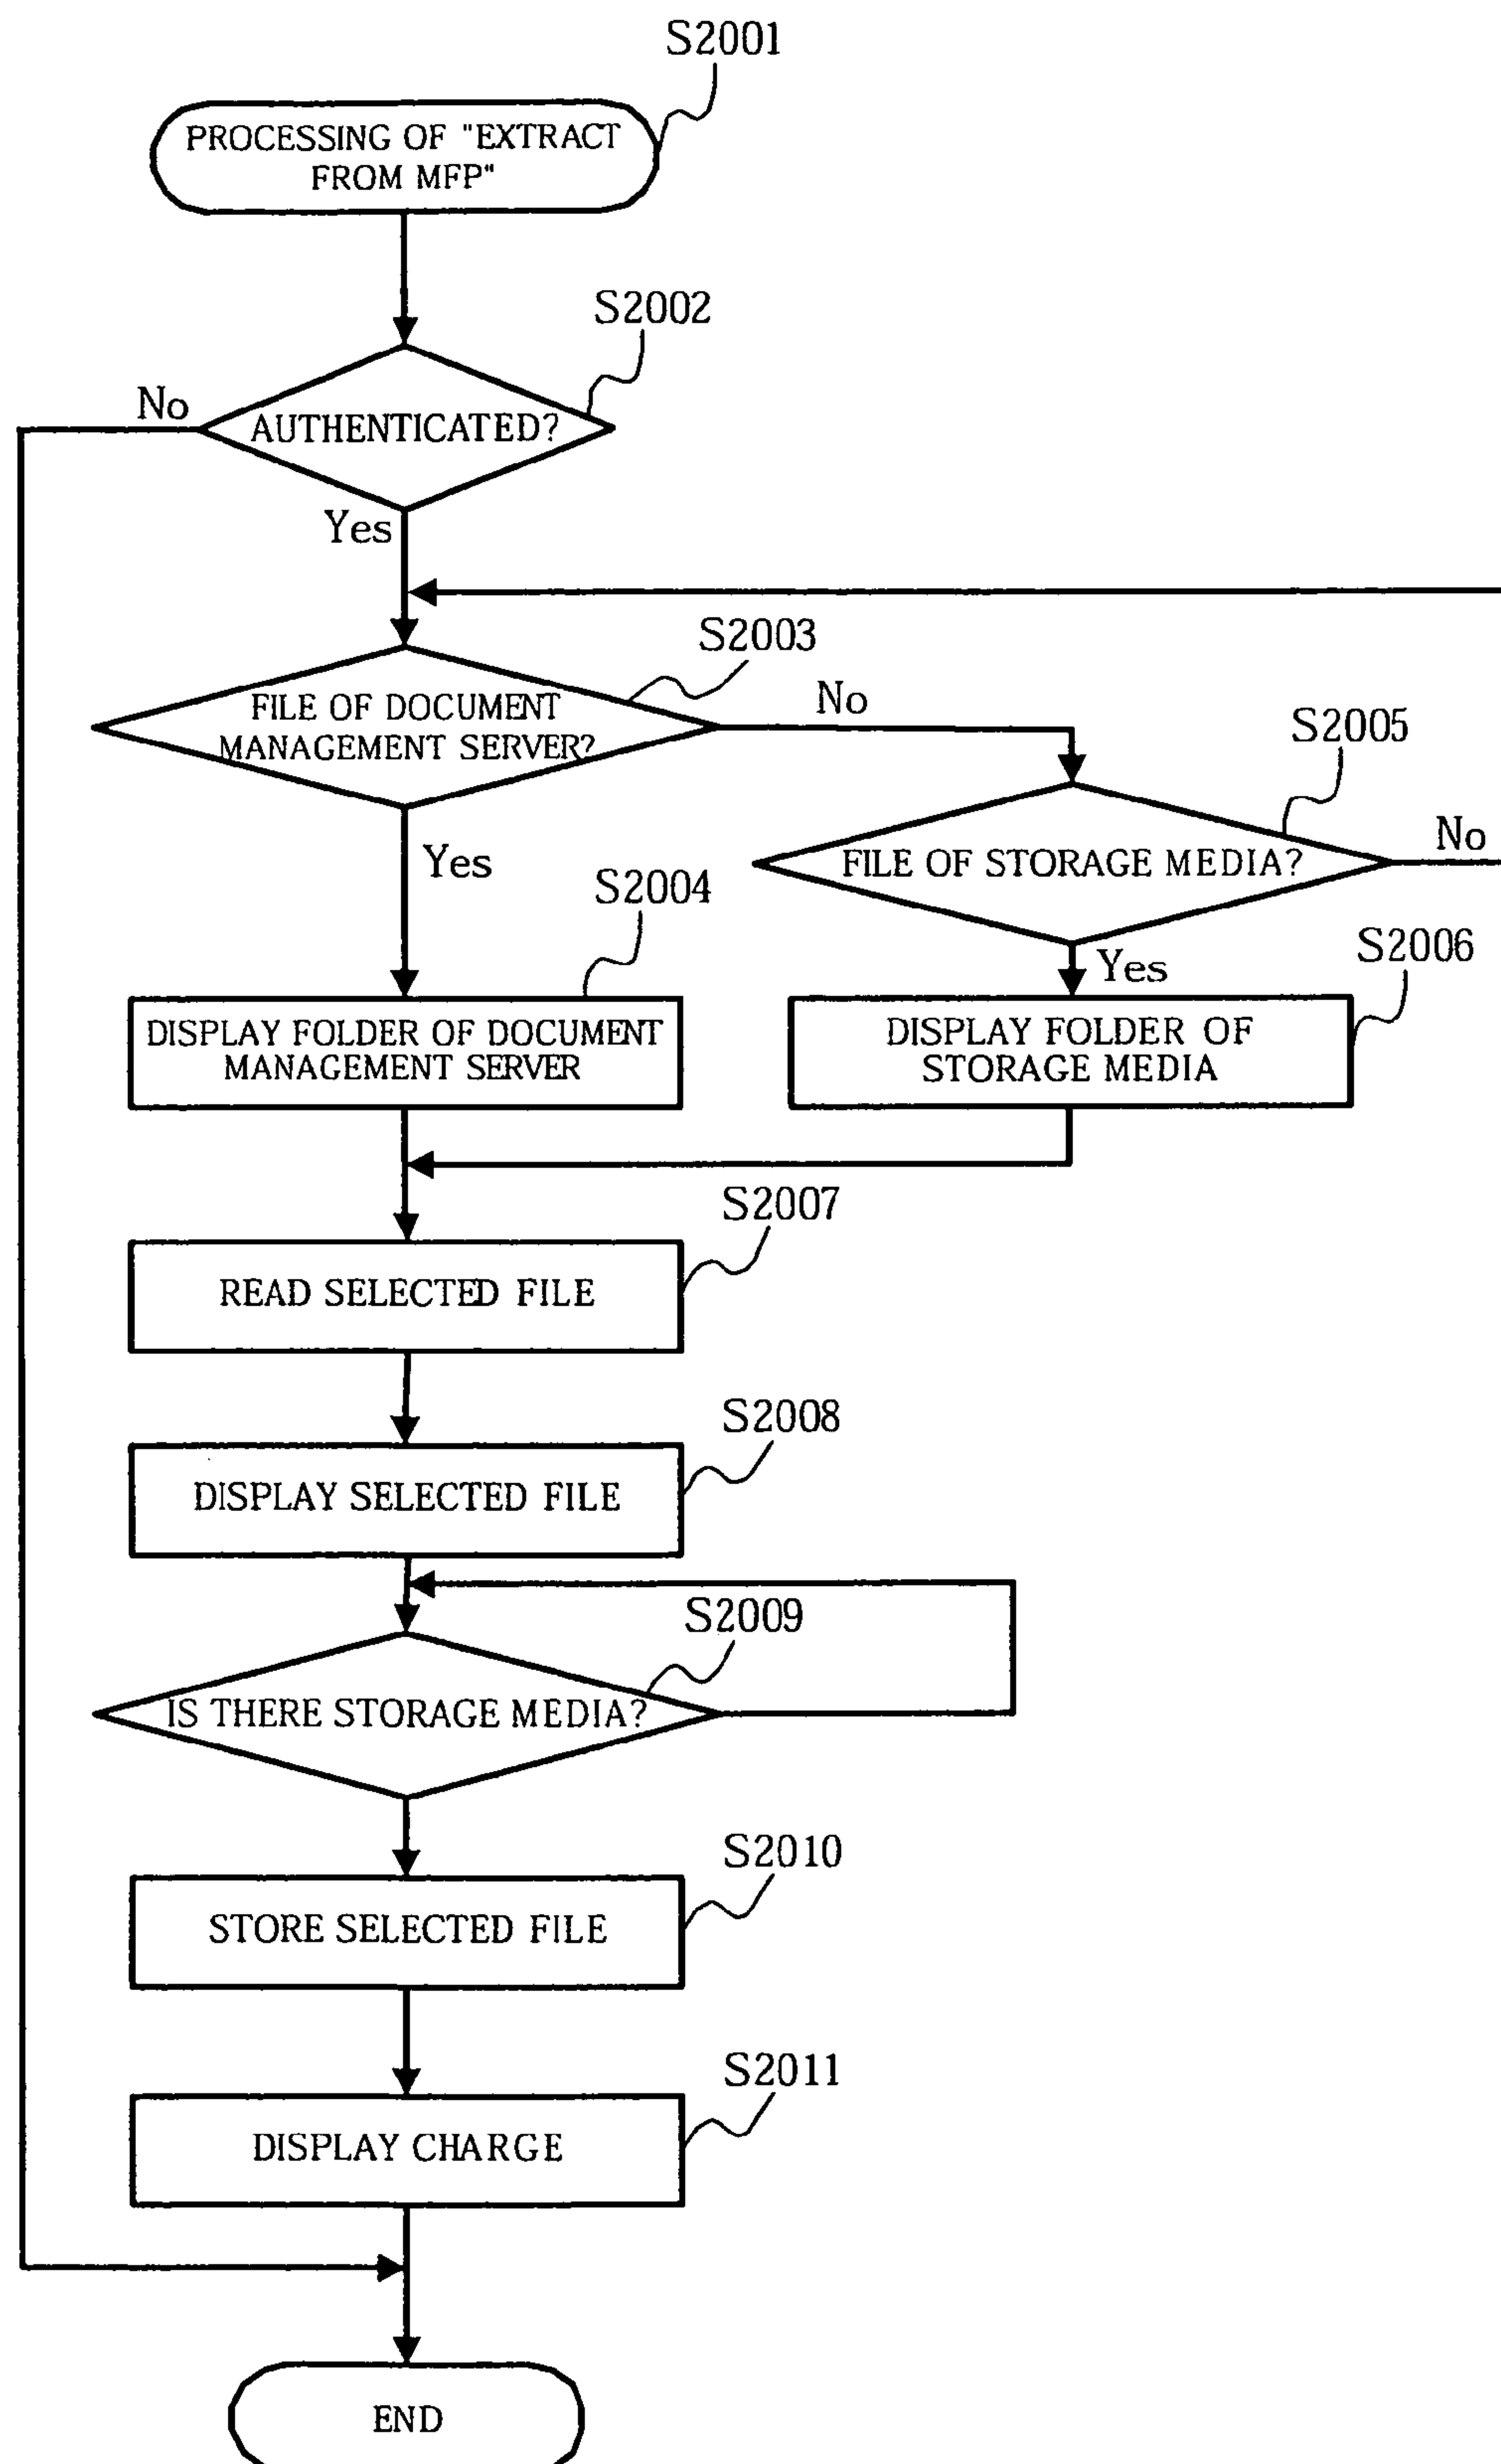 S2001
PROCESSING OF "EXTRACT
FROM MFP"
S2002
No
AUTHENTICATED?
Yes
S2003
FILE OF DOCUMENT
MANAGEMENT SERVER?
No
S2005
Yes
FILE OF STORAGE MEDIA?
No
S2004
S2006
Yes
DISPLAY FOLDER OF DOCUMENT
MANAGEMENT SERVER
DISPLAY FOLDER OF
STORAGE MEDIA
S2007
READ SELECTED FILE
S2008
DISPLAY SELECTED FILE
S2009
IS THERE STORAGE MEDIA?
S2010
STORE SELECTED FILE
S2011
DISPLAY CHARGE
END